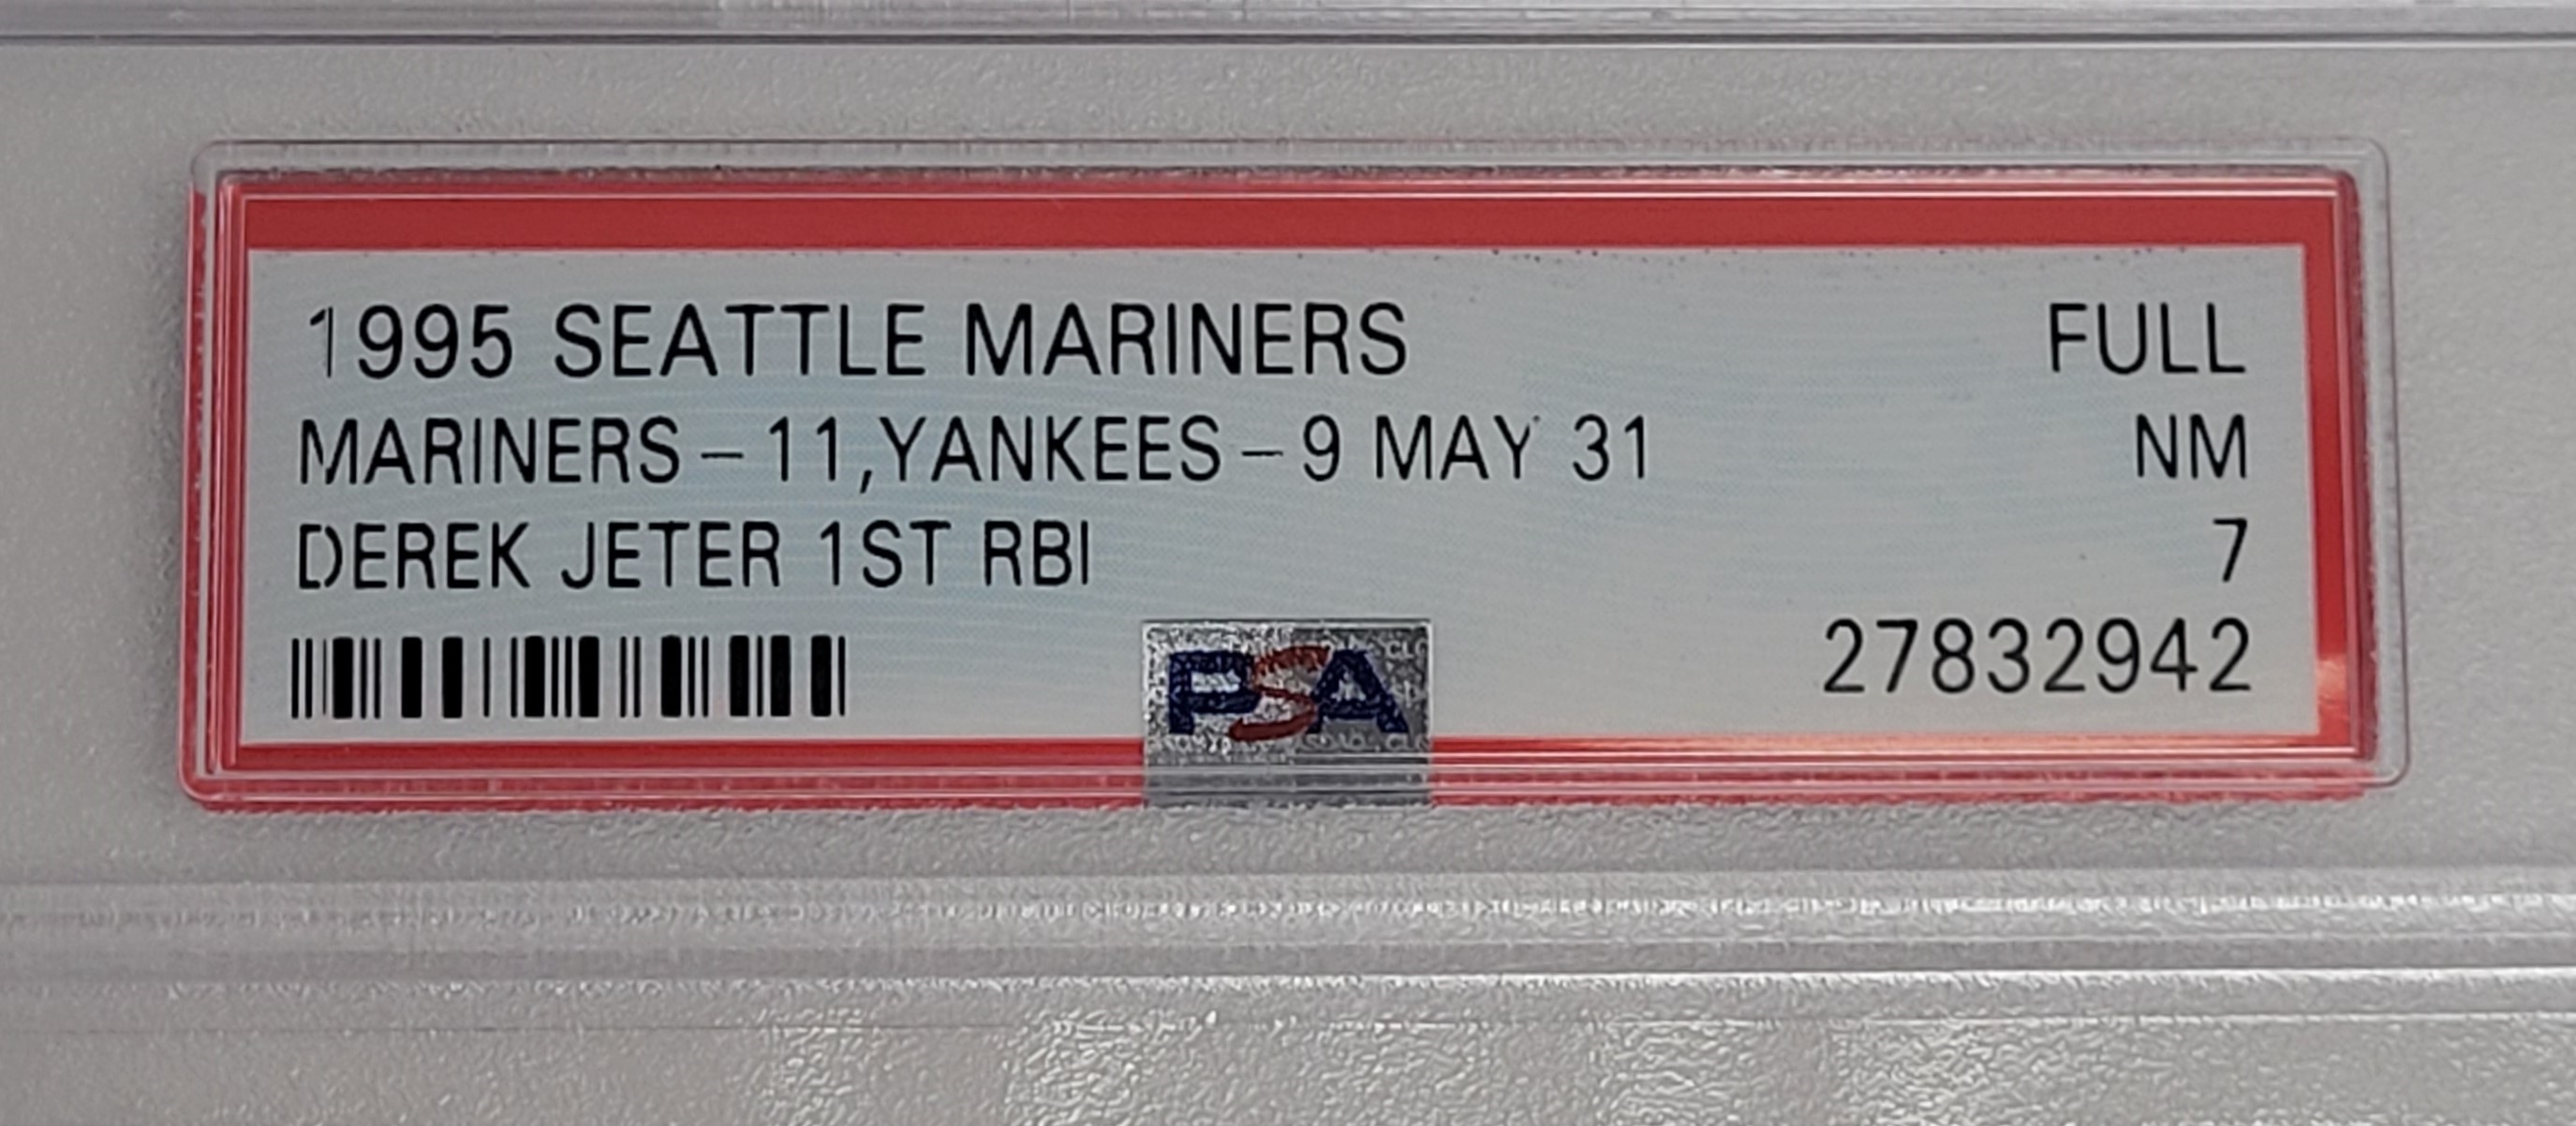 1995 SEATTLE MARINERS FULL
MARINERS-11,YANKEES-9 MAY 31 NM
DEREK JETER 1ST RBI 7
27832942
PSA